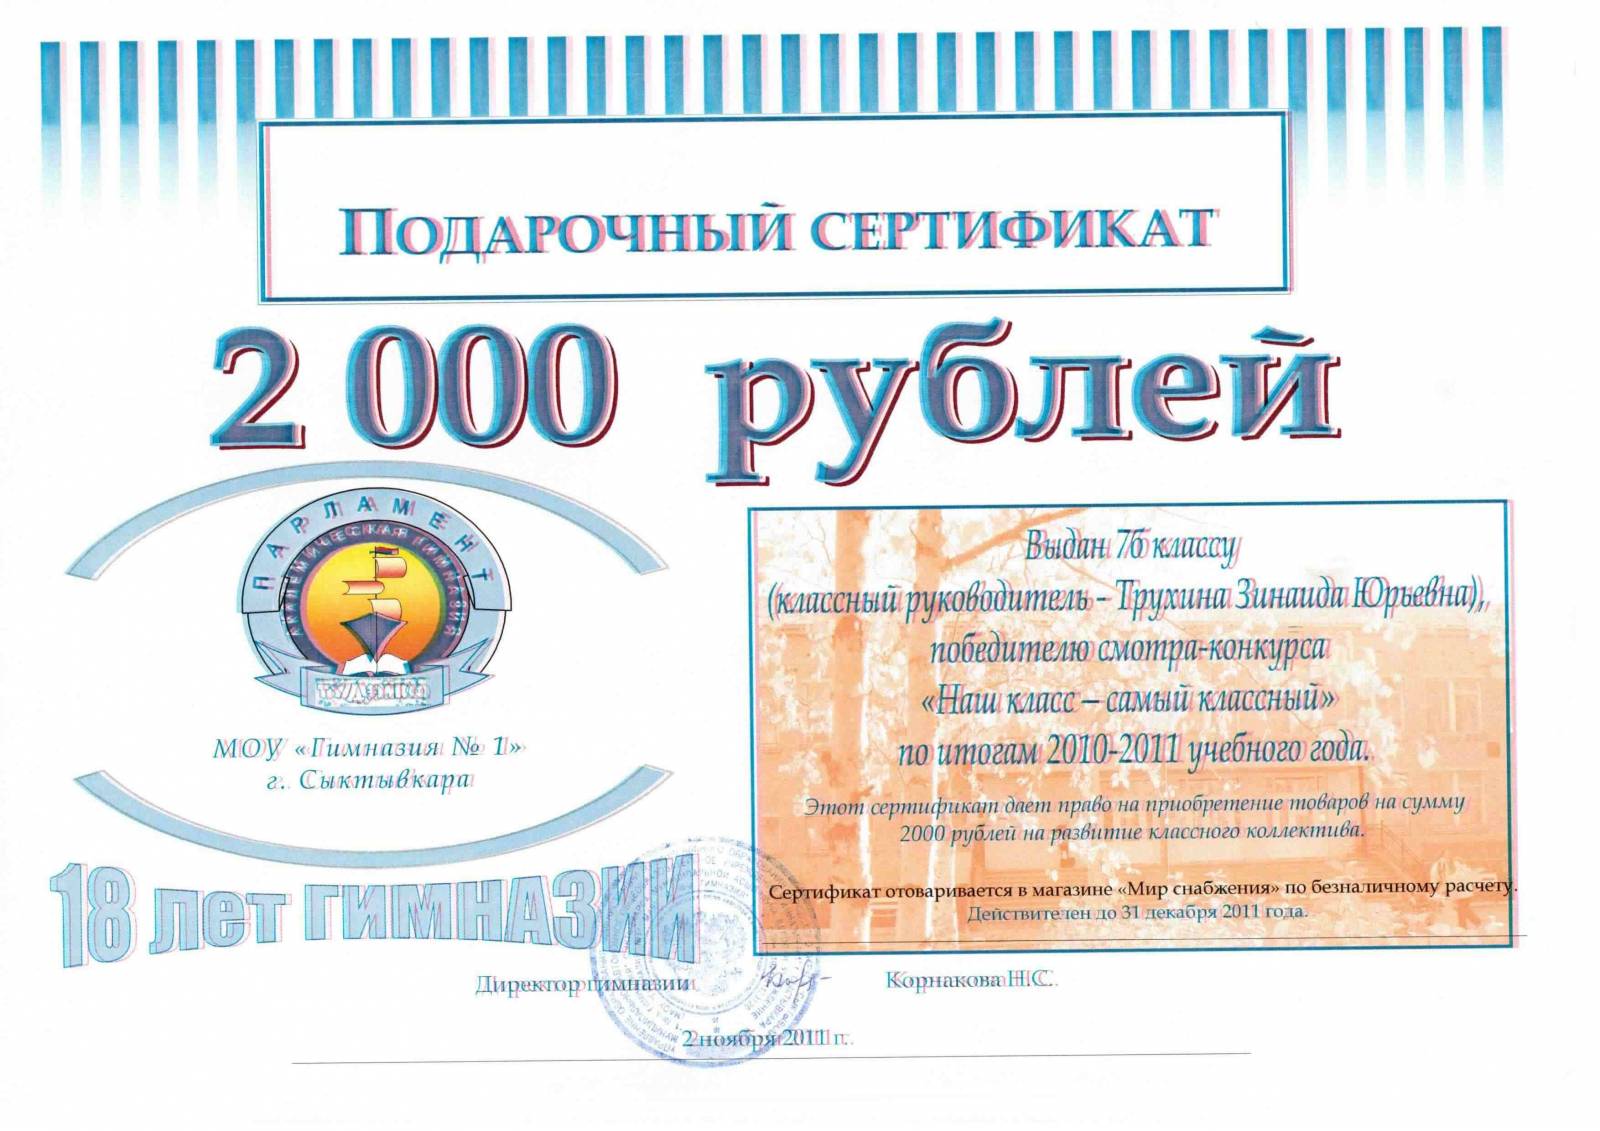 Подарочный сертификат
2 000 рублей
ПАРЛАМЕНТ
АКАДЕМИЧЕСКАЯ ГИМНАЗИЯ
МОУ «Гимназия № 1»
г. Сыктывкара
18 лет ГИМНАЗИИ
Выдан 7б классу
(классный руководитель – Трухина Зинаида Юрьевна),
победителю смотра-конкурса
«Наш класс – самый классный»
по итогам 2010-2011 учебного года.
Этот сертификат дает право на приобретение товаров на сумму
2000 рублей на развитие классного коллектива.
Сертификат отоваривается в магазине «Мир снабжения» по безналичному расчету.
Действителен до 31 декабря 2011 года.
Директор гимназии Корнакова Н.С.
2 ноября 2011 г.